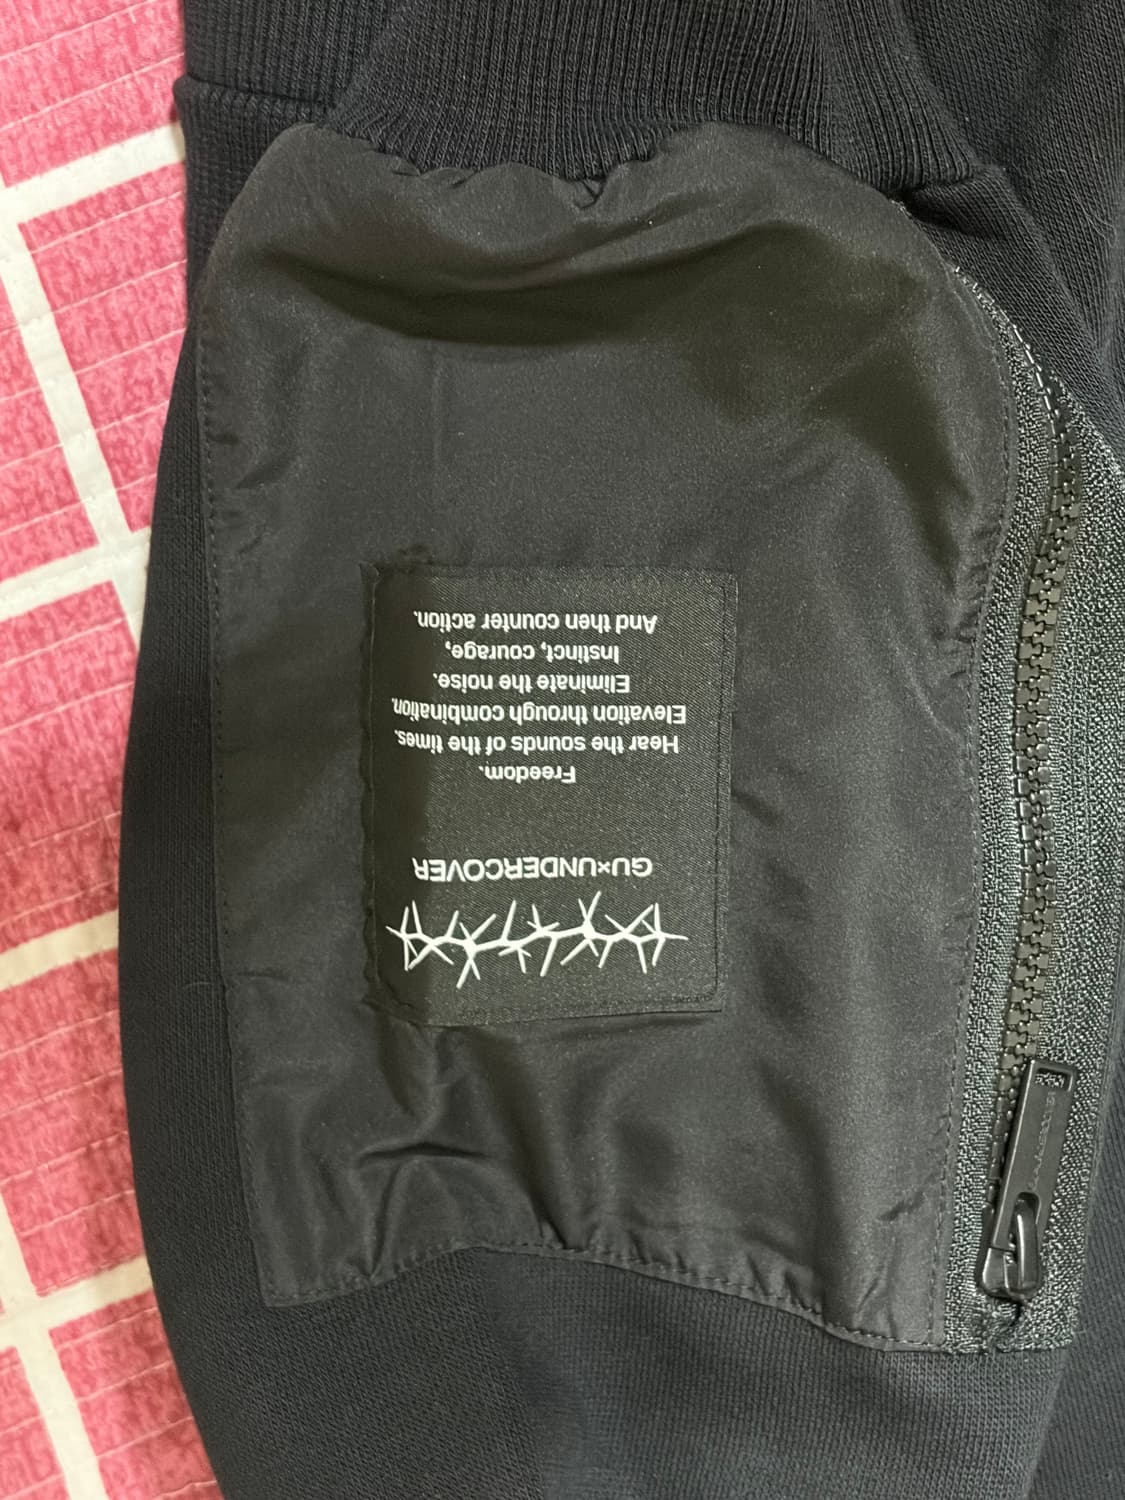 GU×UNDERCOVER
Freedom.
Hear the sounds of the times.
Elevation through combination.
Eliminate the noise.
Instinct, courage,
And then counter action.